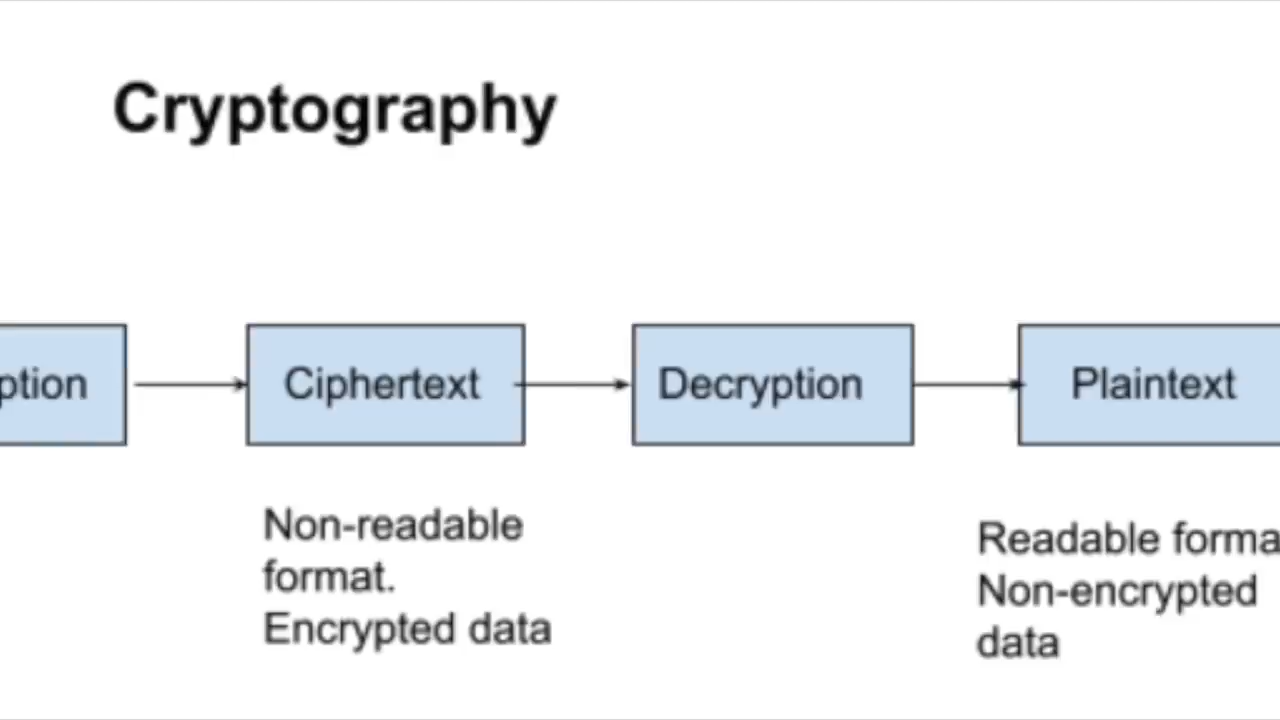 Cryptography
ption
Ciphertext
Decryption
Plaintext
Non-readable
format.
Encrypted data
Readable forma
Non-encrypted
data